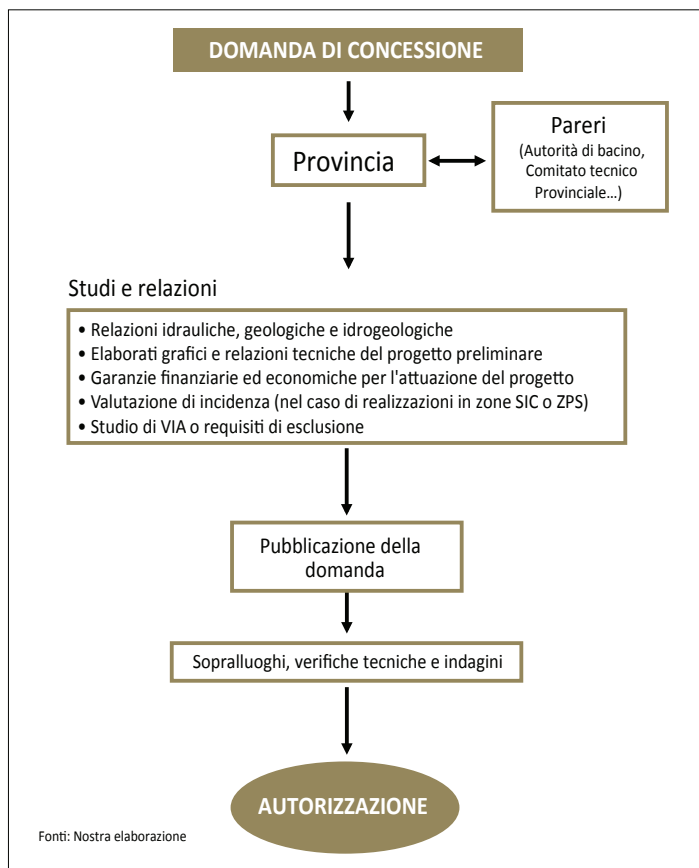 DOMANDA DI CONCESSIONE
Provincia
Pareri
(Autorità di bacino,
Comitato tecnico
Provinciale...)
Studi e relazioni
• Relazioni idrauliche, geologiche e idrogeologiche
• Elaborati grafici e relazioni tecniche del progetto preliminare
• Garanzie finanziarie ed economiche per l'attuazione del progetto
• Valutazione di incidenza (nel caso di realizzazioni in zone SIC o ZPS)
• Studio di VIA o requisiti di esclusione
Pubblicazione della
domanda
Sopralluoghi, verifiche tecniche e indagini
AUTORIZZAZIONE
Fonti: Nostra elaborazione